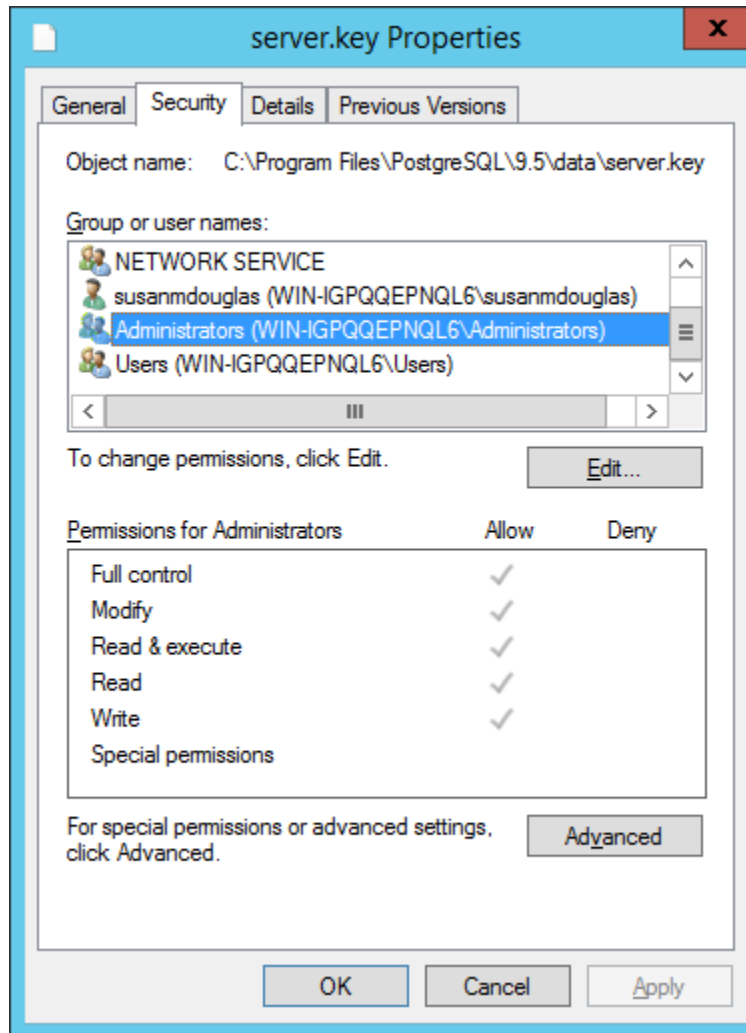 server.key Properties
x
General Security Details Previous Versions
Object name: C:\Program Files\PostgreSQL\9.5\data\server.key
Group or user names:
NETWORK SERVICE
susanmdouglas (WIN-IGPQQEPNQL6\susanmdouglas)
Administrators (WIN-IGPQQEPNQL6\Administrators)
Users (WIN-IGPQQEPNQL6\Users)
To change permissions, click Edit.
Edit...
Permissions for Administrators Allow Deny
Full control
Modify
Read & execute
Read
Write
Special permissions
For special permissions or advanced settings,
click Advanced.
Advanced
OK Cancel Apply